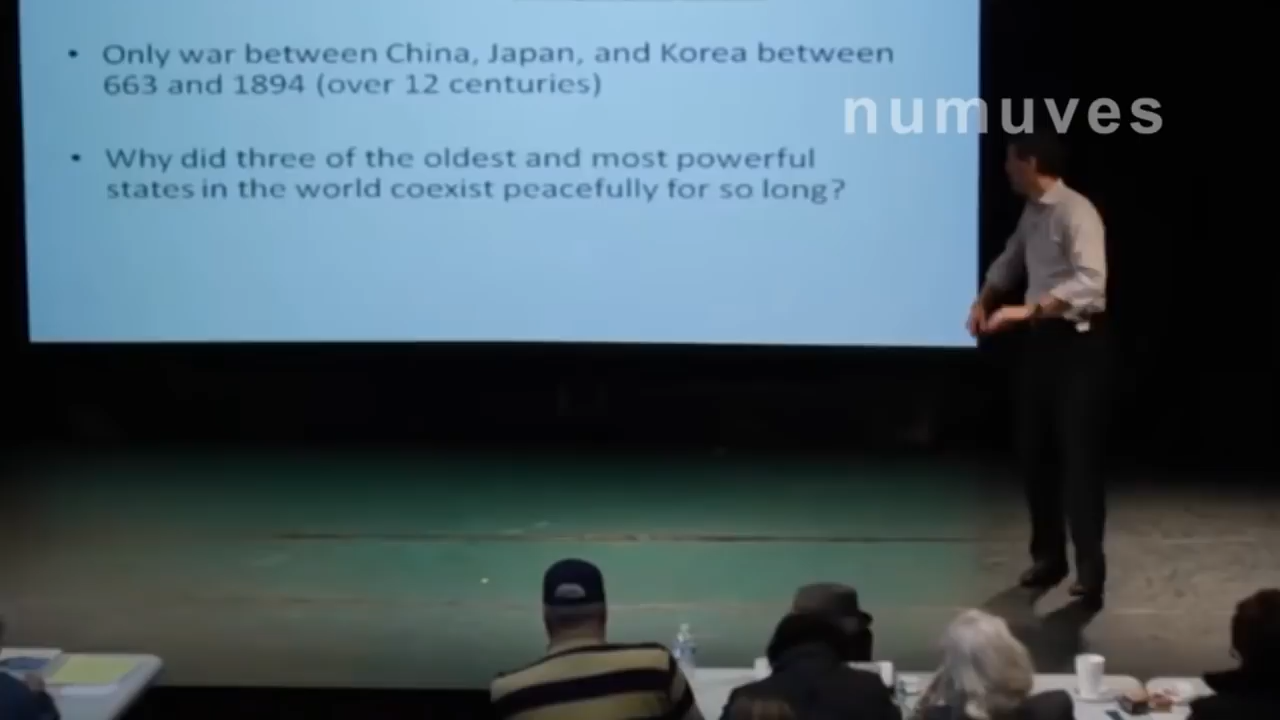 • Only war between China, Japan, and Korea between
663 and 1894 (over 12 centuries)
numuves
• Why did three of the oldest and most powerful
states in the world coexist peacefully for so long?